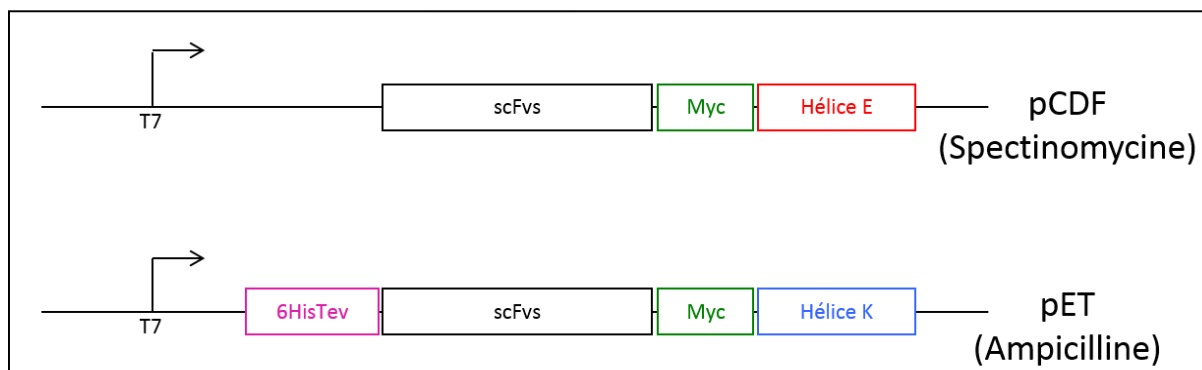 T7
scFvs
Myc
Hélice E
pCDF
(Spectinomycine)
T7
6HisTev
scFvs
Myc
Hélice K
pET
(Ampicilline)